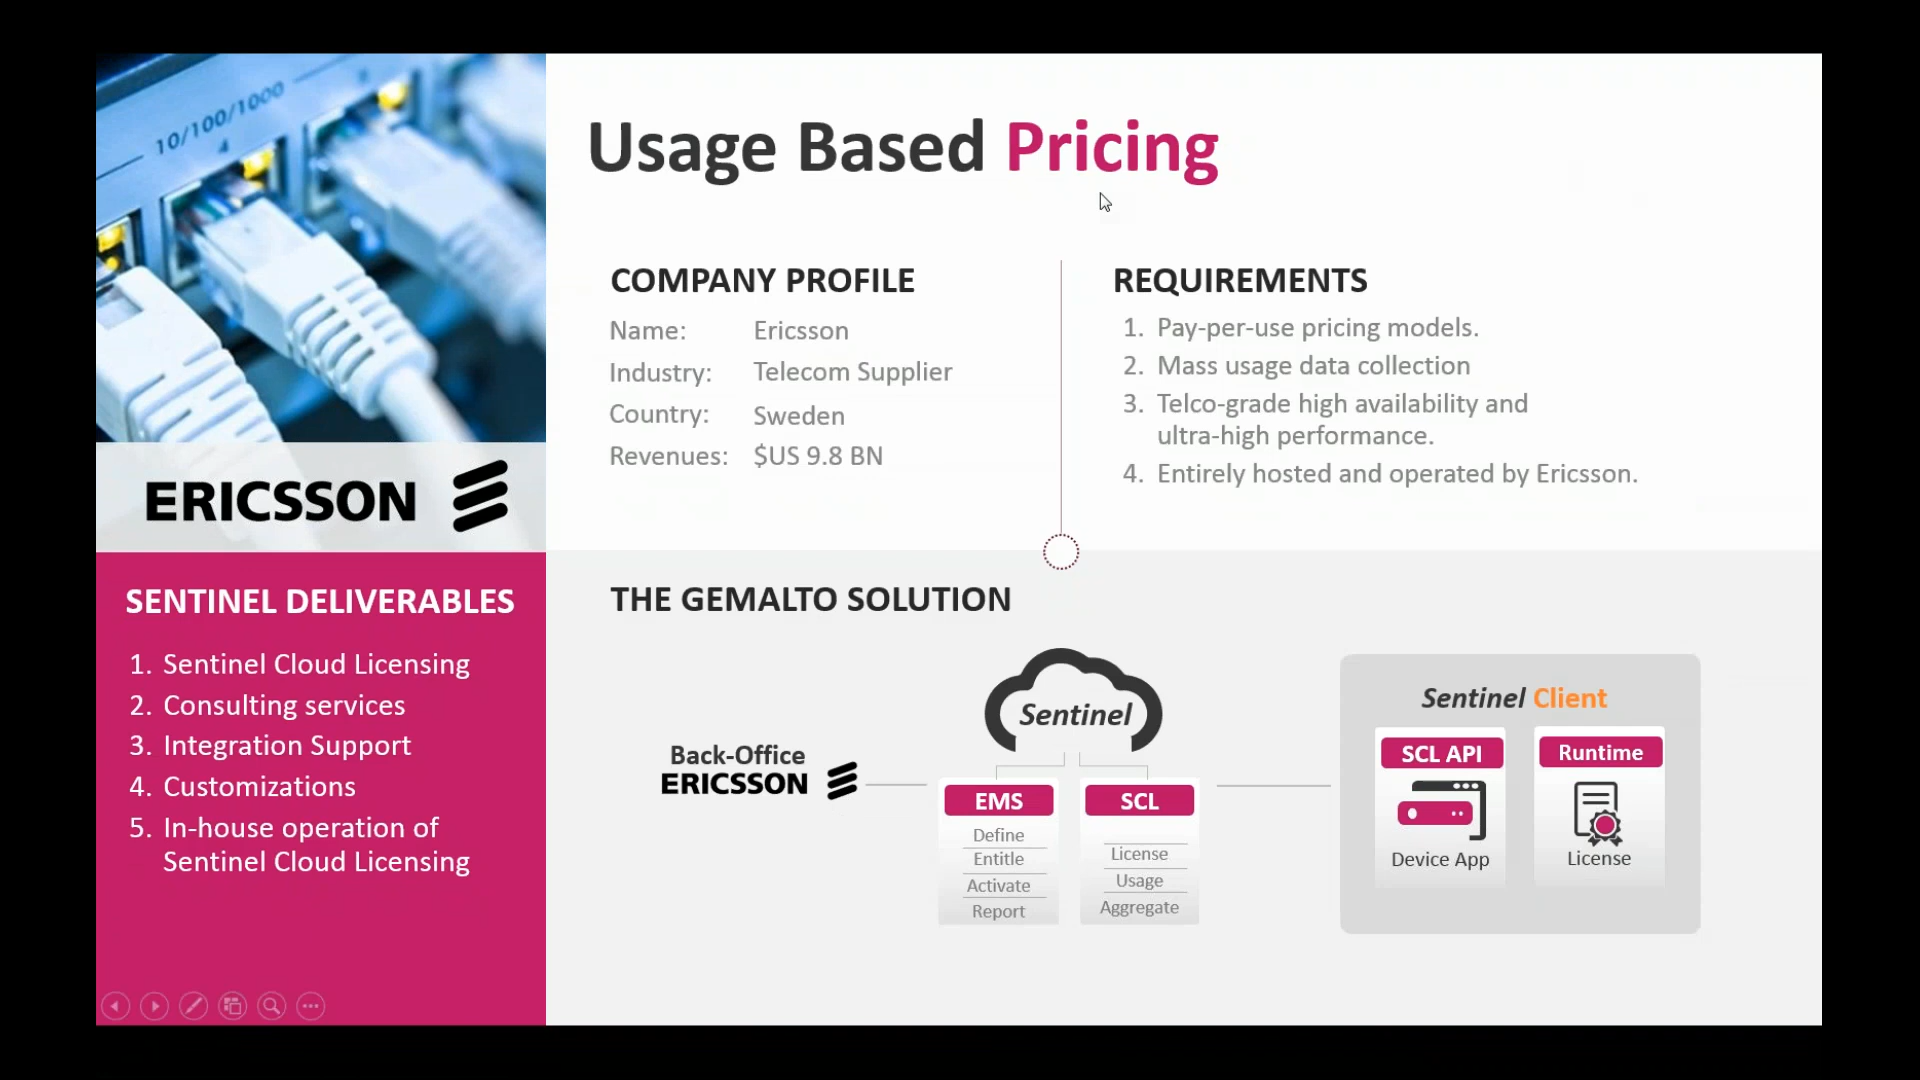 10/100/1000
4
Usage Based Pricing
COMPANY PROFILE
Name: Ericsson
Industry: Telecom Supplier
Country: Sweden
Revenues: $US 9.8 BN
REQUIREMENTS
1. Pay-per-use pricing models.
2. Mass usage data collection
3. Telco-grade high availability and
ultra-high performance.
4. Entirely hosted and operated by Ericsson.
ERICSSON
SENTINEL DELIVERABLES
1. Sentinel Cloud Licensing
2. Consulting services
3. Integration Support
4. Customizations
5. In-house operation of
Sentinel Cloud Licensing
THE GEMALTO SOLUTION
Back-Office
ERICSSON
Sentinel
EMS
Define
Entitle
Activate
Report
SCL
License
Usage
Aggregate
Sentinel Client
SCL API
Device App
Runtime
License